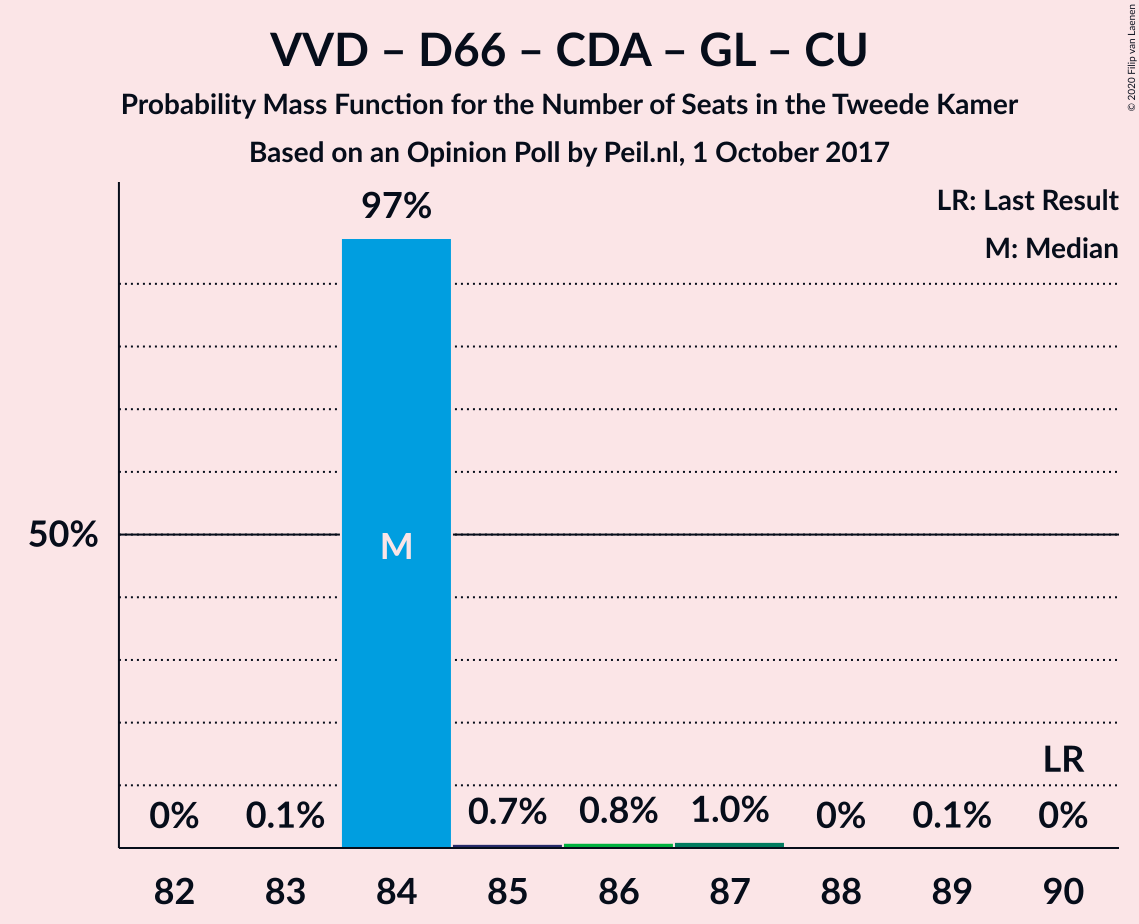 VVD – D66 – CDA – GL – CU
Probability Mass Function for the Number of Seats in the Tweede Kamer
Based on an Opinion Poll by Peil.nl, 1 October 2017
© 2020 Filip van Laenen
LR: Last Result
M: Median
97%
50%
M
LR
0% 0.1% 0.7% 0.8% 1.0% 0% 0.1% 0%
82 83 84 85 86 87 88 89 90